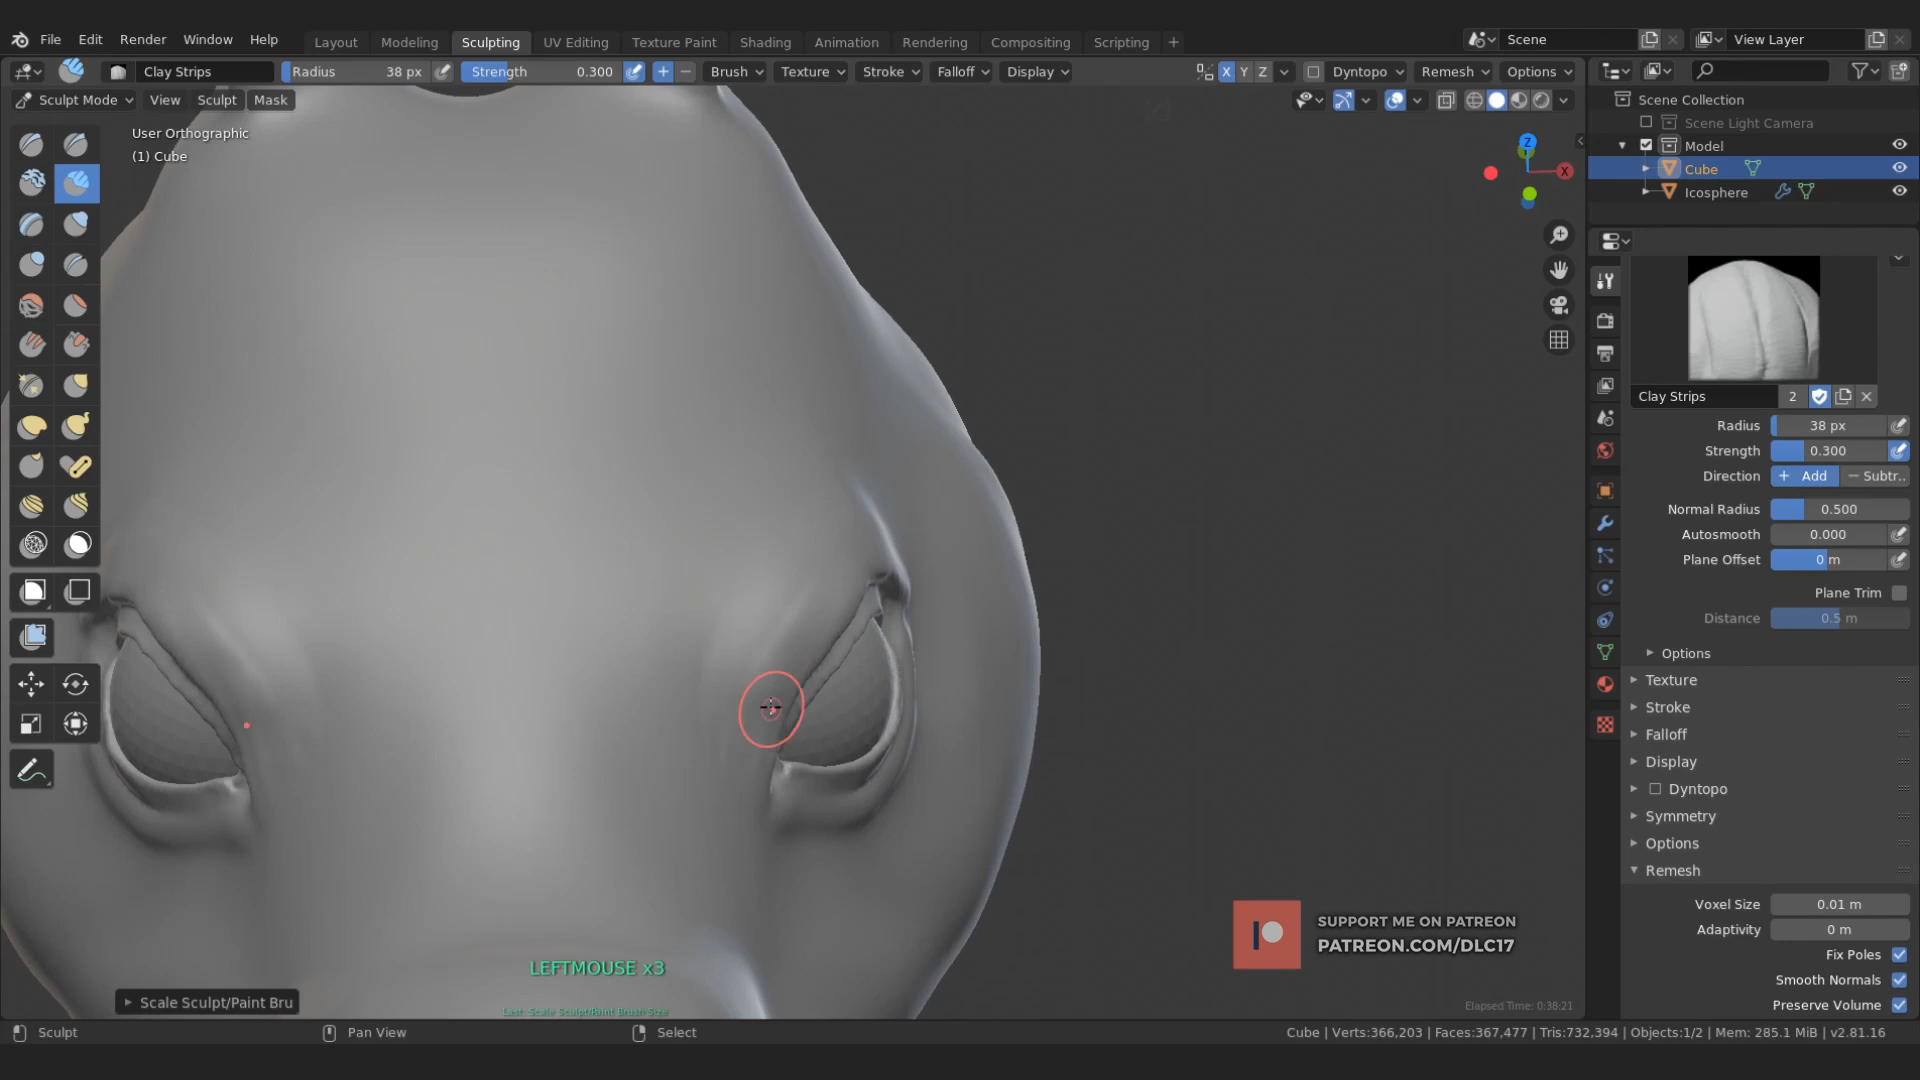 File Edit Render Window Help
Layout Modeling Sculpting UV Editing Texture Paint Shading Animation Rendering Compositing Scripting +
Scene
View Layer
Clay Strips
Radius 38 px
Strength 0.300
Brush Texture Stroke Falloff Display
X Y Z
Dyntopo Remesh Options
Sculpt Mode View Sculpt Mask
User Orthographic
(1) Cube
Z
X
Scene Collection
Scene Light Camera
Model
Cube
Icosphere
Clay Strips 2
Radius 38 px
Strength 0.300
Direction + Add − Subtr..
Normal Radius 0.500
Autosmooth 0.000
Plane Offset 0 m
Plane Trim
Distance 0.5 m
Options
Texture
Stroke
Falloff
Display
Dyntopo
Symmetry
Options
Remesh
Voxel Size 0.01 m
Adaptivity 0 m
Fix Poles
Smooth Normals
Preserve Volume
SUPPORT ME ON PATREON
PATREON.COM/DLC17
LEFTMOUSE x3
Scale Sculpt/Paint Bru
Last: Scale Sculpt/Paint Brush Size
Elapsed Time: 0:38:21
Sculpt Pan View Select
Cube | Verts:366,203 | Faces:367,477 | Tris:732,394 | Objects:1/2 | Mem: 285.1 MiB | v2.81.16